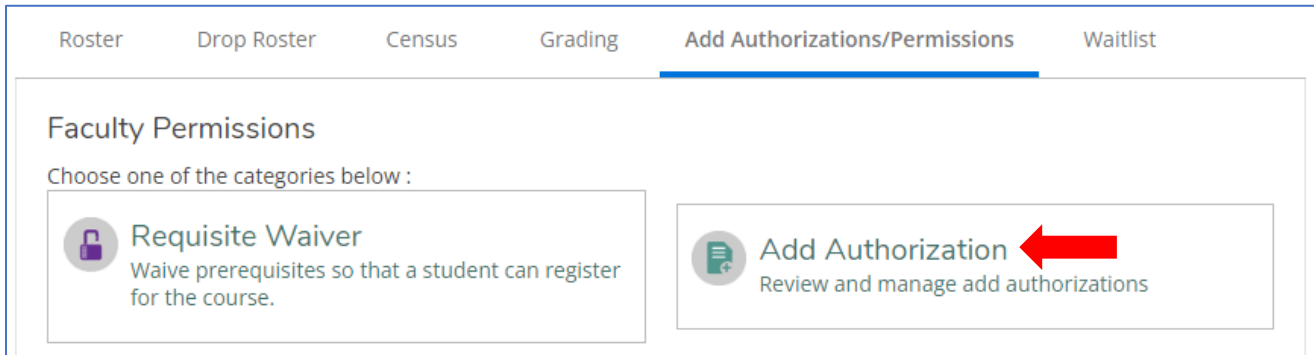 Roster Drop Roster Census Grading Add Authorizations/Permissions Waitlist
Faculty Permissions
Choose one of the categories below :
Requisite Waiver
Waive prerequisites so that a student can register
for the course.
Add Authorization
Review and manage add authorizations